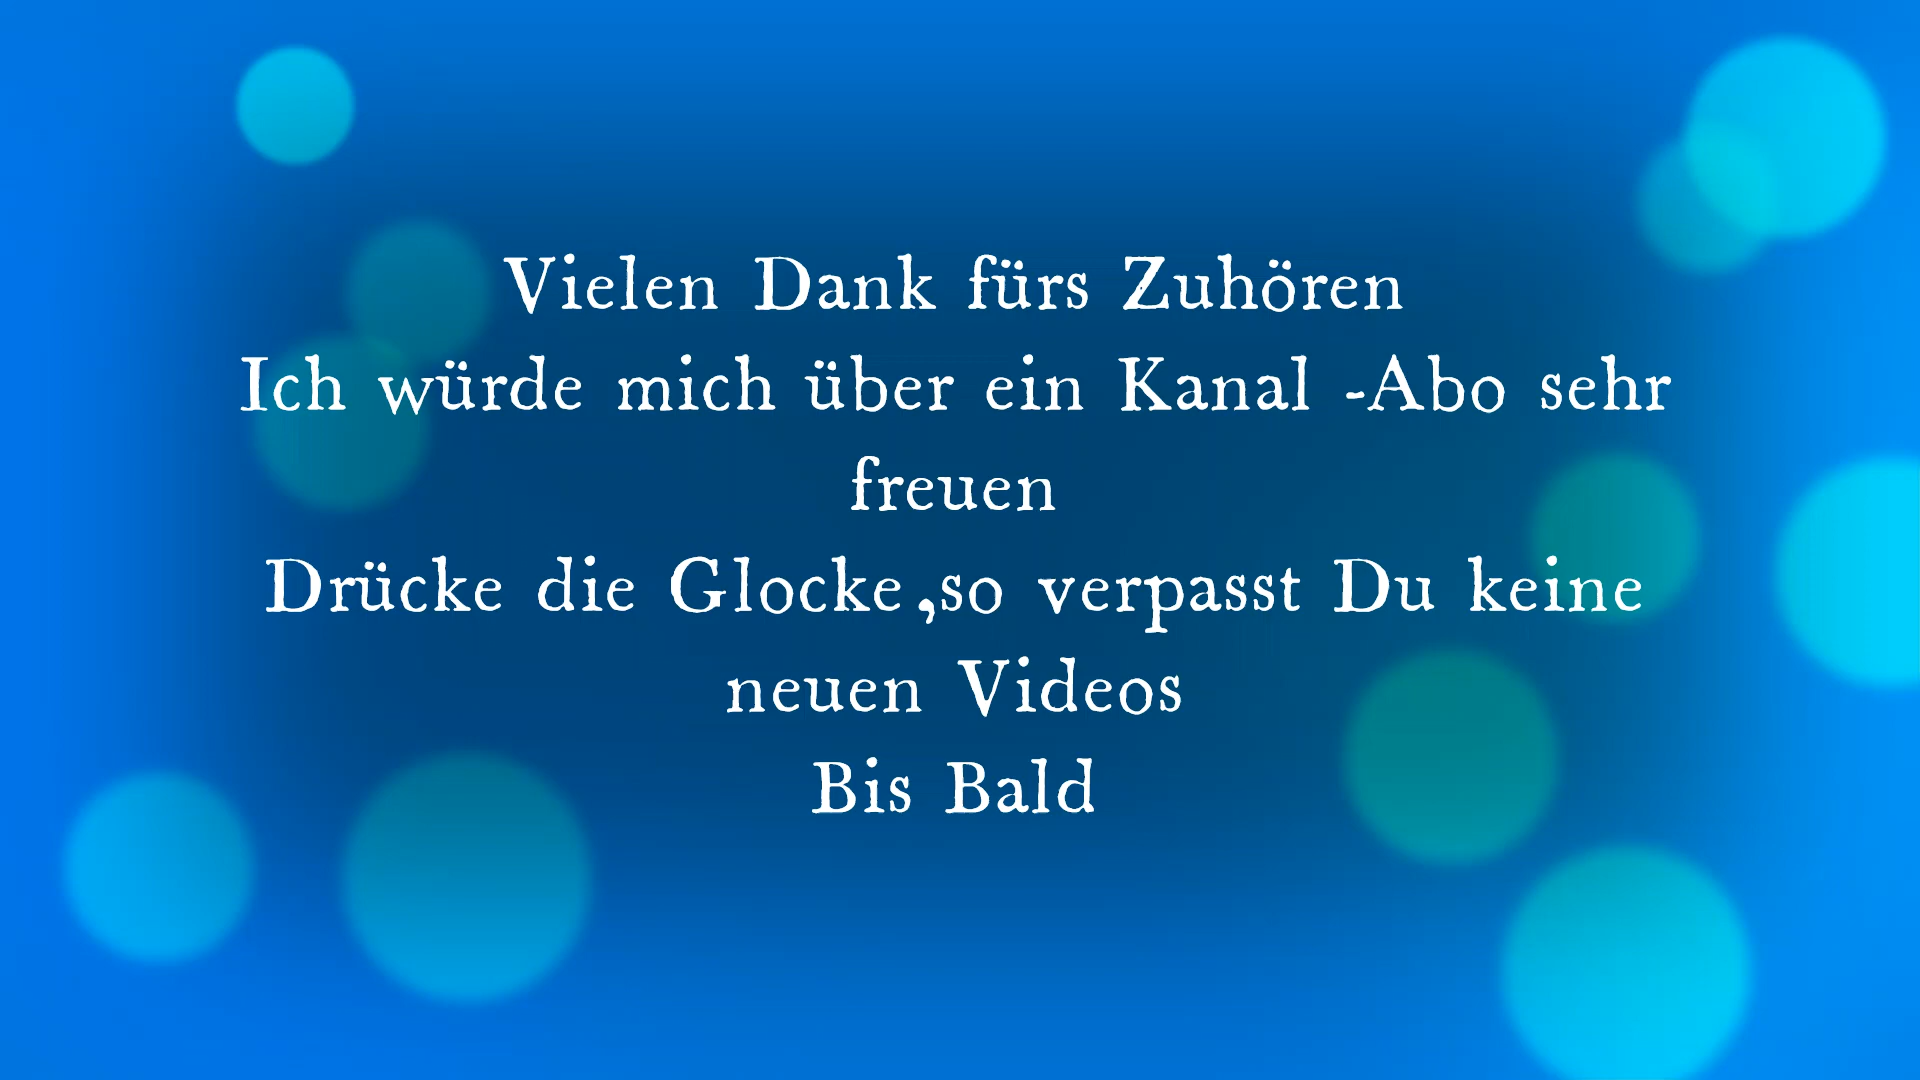 Vielen Dank fürs Zuhören
Ich würde mich über ein Kanal -Abo sehr
freuen
Drücke die Glocke,so verpasst Du keine
neuen Videos
Bis Bald